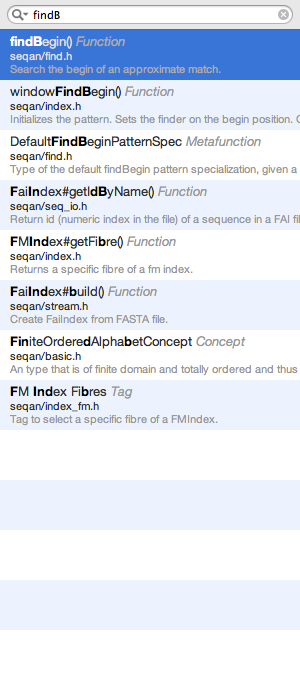 findB
findBegin() Function
seqan/find.h
Search the begin of an approximate match.
windowFindBegin() Function
seqan/index.h
Initializes the pattern. Sets the finder on the begin position. C
DefaultFindBeginPatternSpec Metafunction
seqan/find.h
Type of the default findBegin pattern specialization, given a
FaiIndex#getIdByName() Function
seqan/seq_io.h
Return id (numeric index in the file) of a sequence in a FAI file
FMIndex#getFibre() Function
seqan/index.h
Returns a specific fibre of a fm index.
FaiIndex#build() Function
seqan/stream.h
Create FaiIndex from FASTA file.
FiniteOrderedAlphabetConcept Concept
seqan/basic.h
An type that is of finite domain and totally ordered and thus
FM Index Fibres Tag
seqan/index_fm.h
Tag to select a specific fibre of a FMIndex.